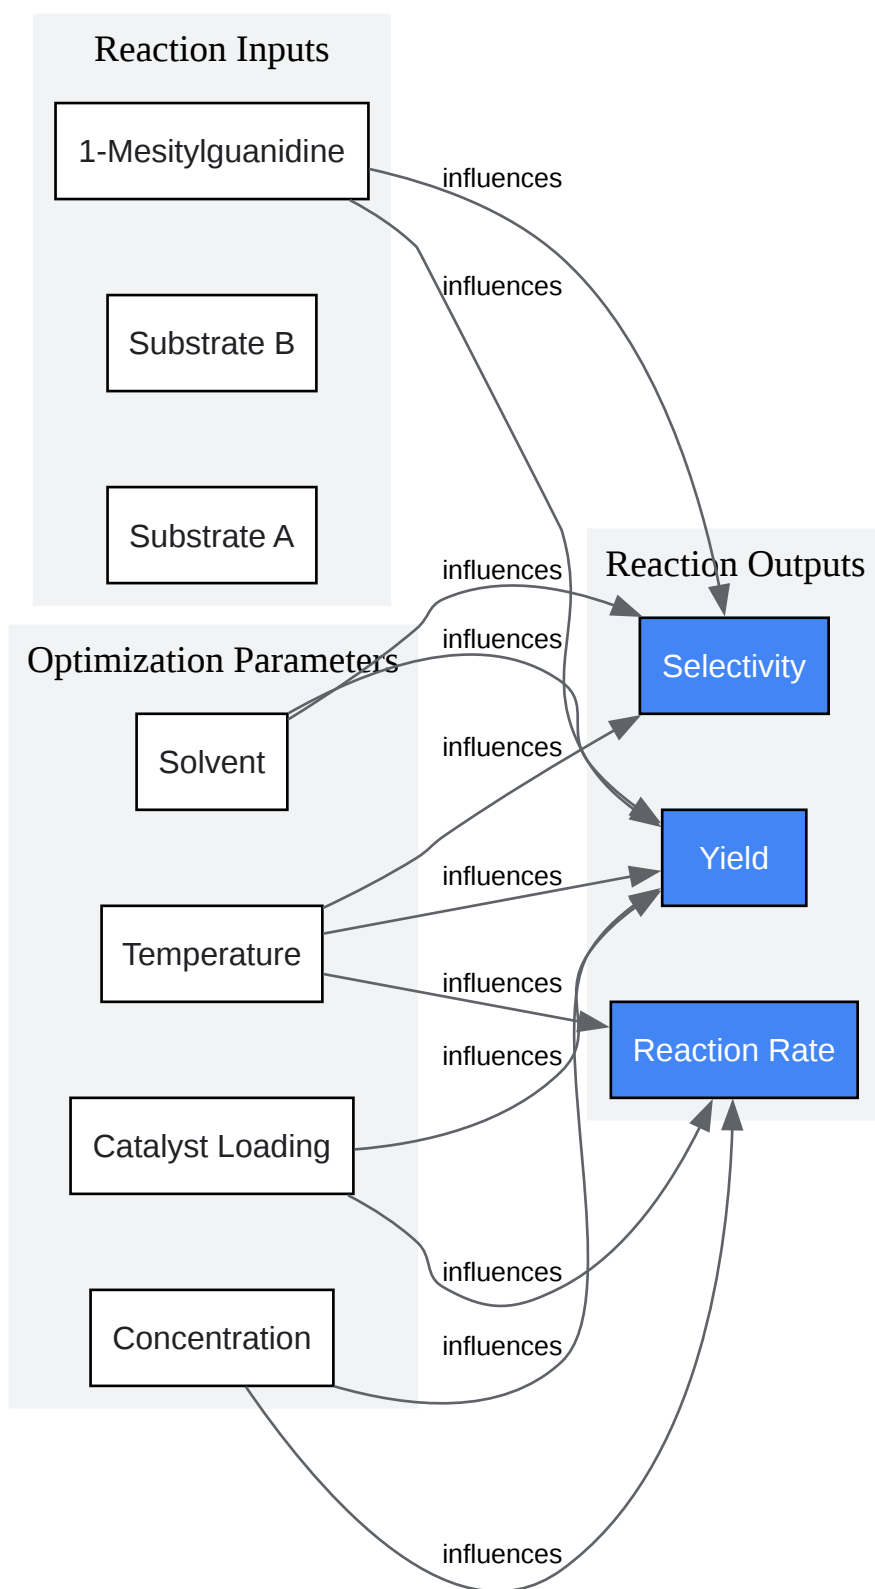 Reaction Inputs
1-Mesitylguanidine
influences
influences
Substrate B
Substrate A
influences
Reaction Outputs
influences
Optimization Parameters
Selectivity
Solvent
influences
Yield
influences
Temperature
influences
Reaction Rate
influences
Catalyst Loading
influences
Concentration
influences
influences